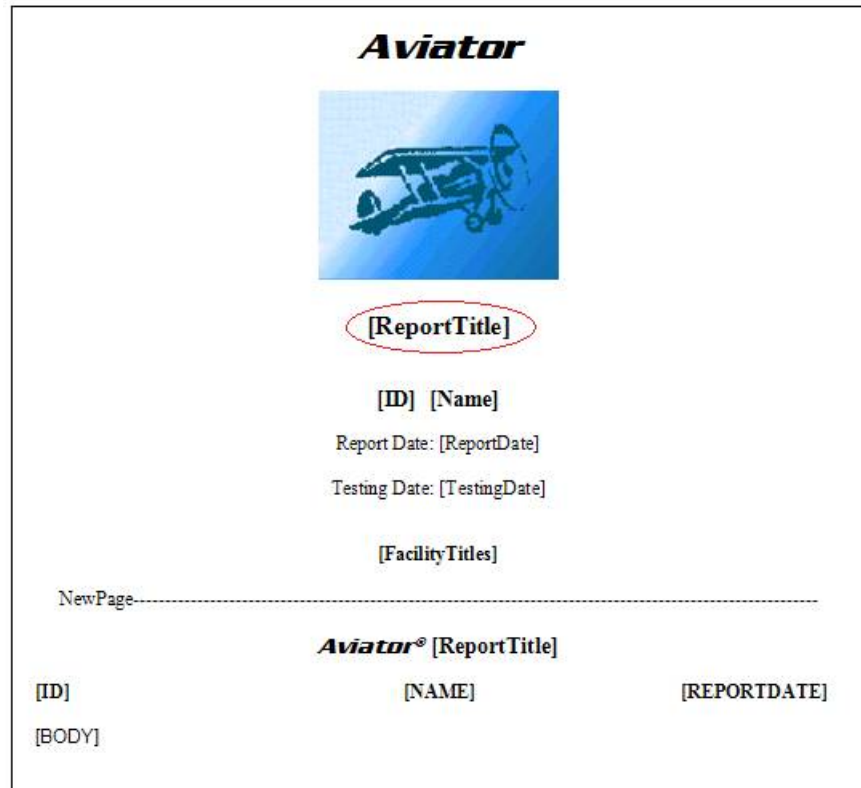 Aviator
[ReportTitle]
[ID] [Name]
Report Date: [ReportDate]
Testing Date: [TestingDate]
[FacilityTitles]
NewPage--------------------------------------------------------------------------------------------------------------
Aviator® [ReportTitle]
[ID] [NAME] [REPORTDATE]
[BODY]